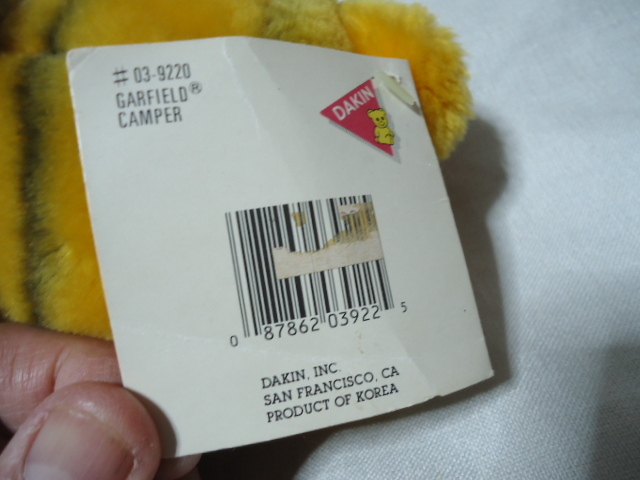 # 03-9220
GARFIELD®
CAMPER
DAKIN
0 87862 03922 5
DAKIN, INC.
SAN FRANCISCO, CA
PRODUCT OF KOREA